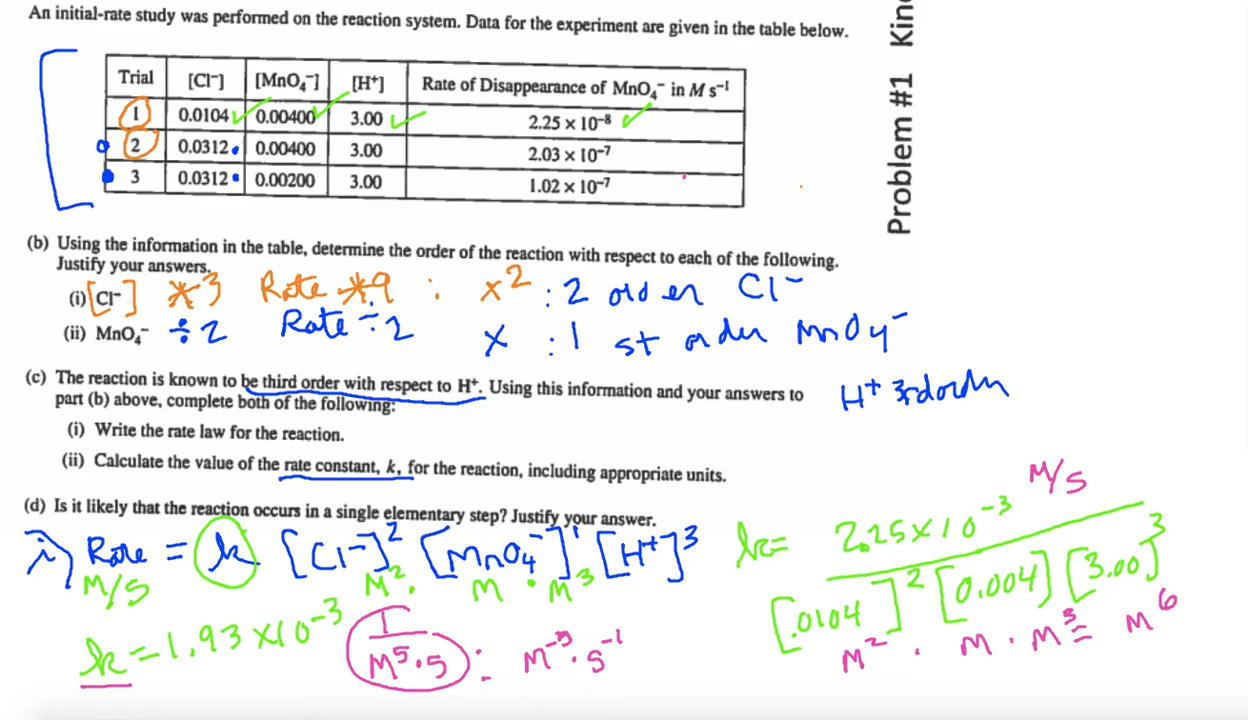 An initial-rate study was performed on the reaction system. Data for the experiment are given in the table below.
Problem #1 Kin
Trial [Cl⁻] [MnO₄⁻] [H⁺] Rate of Disappearance of MnO₄⁻ in M s⁻¹
1 0.0104 0.00400 3.00 2.25 × 10⁻⁸
2 0.0312 0.00400 3.00 2.03 × 10⁻⁷
3 0.0312 0.00200 3.00 1.02 × 10⁻⁷
(b) Using the information in the table, determine the order of the reaction with respect to each of the following.
Justify your answers.
(i) [Cl⁻] *3 Rate *9 : x² : 2 order Cl⁻
(ii) MnO₄⁻ ÷2 Rate ÷2 x : 1 st order MnO₄⁻
(c) The reaction is known to be third order with respect to H⁺. Using this information and your answers to
part (b) above, complete both of the following:
H⁺ 3rd order
(i) Write the rate law for the reaction.
(ii) Calculate the value of the rate constant, k, for the reaction, including appropriate units.
(d) Is it likely that the reaction occurs in a single elementary step? Justify your answer.
i) Rate = k [Cl⁻]² [MnO₄⁻]¹ [H⁺]³
M/S M² · M · M³
k = 1.93 × 10⁻³ 1/M⁵·s : M⁻⁵ · s⁻¹
M/S
k = 2.25 × 10⁻³
[.0104]² [0.004] [3.00]³
M² · M · M³ = M⁶